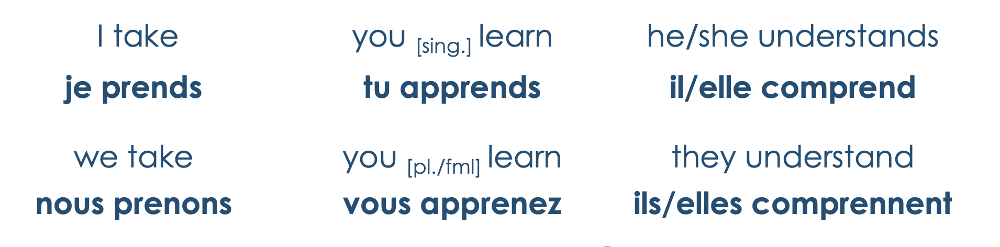 I take you [sing.] learn he/she understands
je prends tu apprends il/elle comprend
we take you [pl./fml] learn they understand
nous prenons vous apprenez ils/elles comprennent